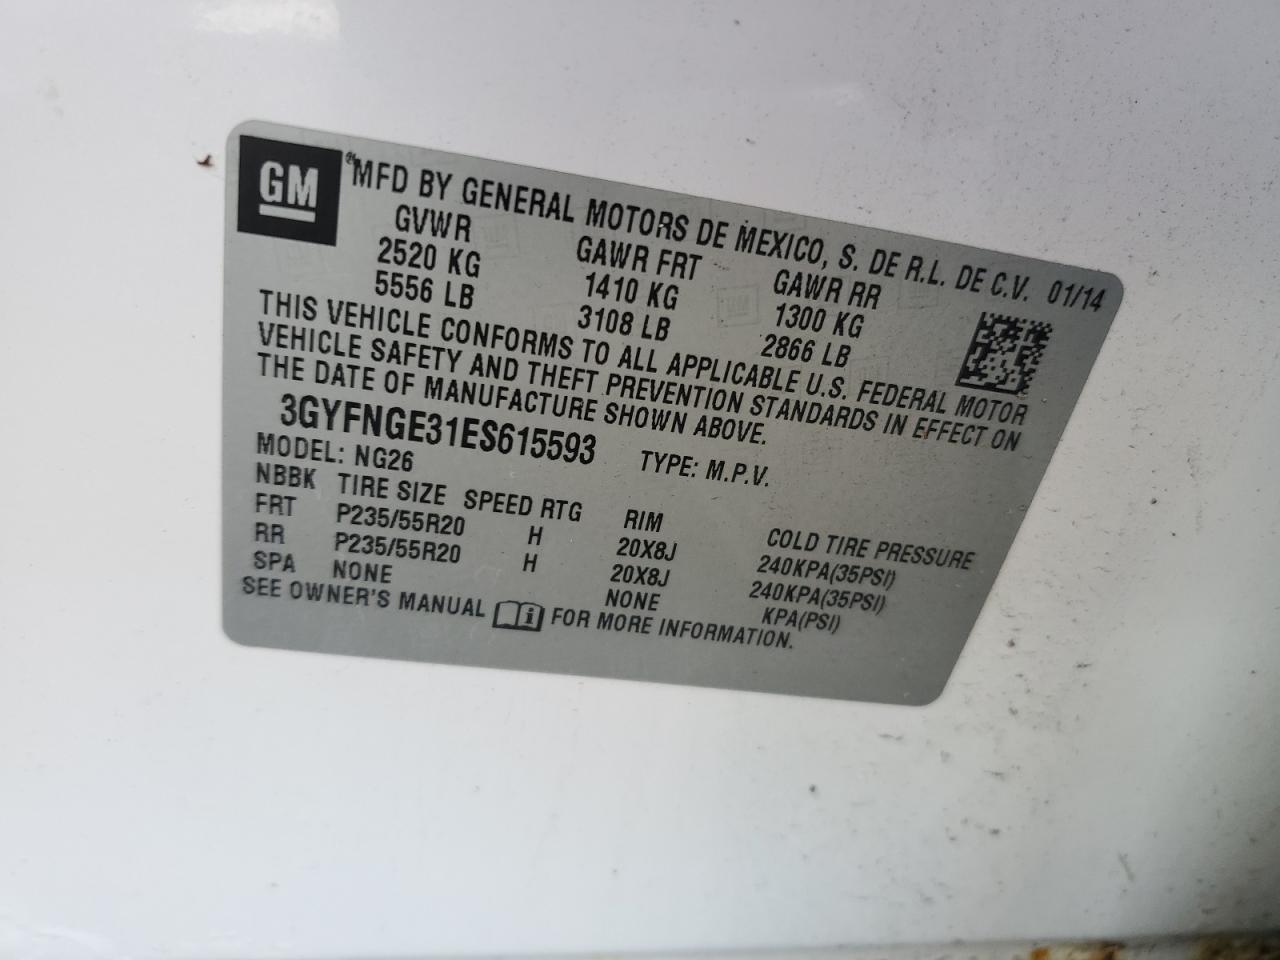 GM
MFD BY GENERAL MOTORS DE MEXICO, S. DE R.L. DE C.V. 01/14
GVWR GAWR FRT GAWR RR
2520 KG 1410 KG 1300 KG
5556 LB 3108 LB 2866 LB
THIS VEHICLE CONFORMS TO ALL APPLICABLE U.S. FEDERAL MOTOR
VEHICLE SAFETY AND THEFT PREVENTION STANDARDS IN EFFECT ON
THE DATE OF MANUFACTURE SHOWN ABOVE.
3GYFNGE31ES615593 TYPE: M.P.V.
MODEL: NG26
NBBK TIRE SIZE SPEED RTG RIM COLD TIRE PRESSURE
FRT P235/55R20 H 20X8J 240KPA(35PSI)
RR P235/55R20 H 20X8J 240KPA(35PSI)
SPA NONE NONE KPA(PSI)
SEE OWNER'S MANUAL i FOR MORE INFORMATION.